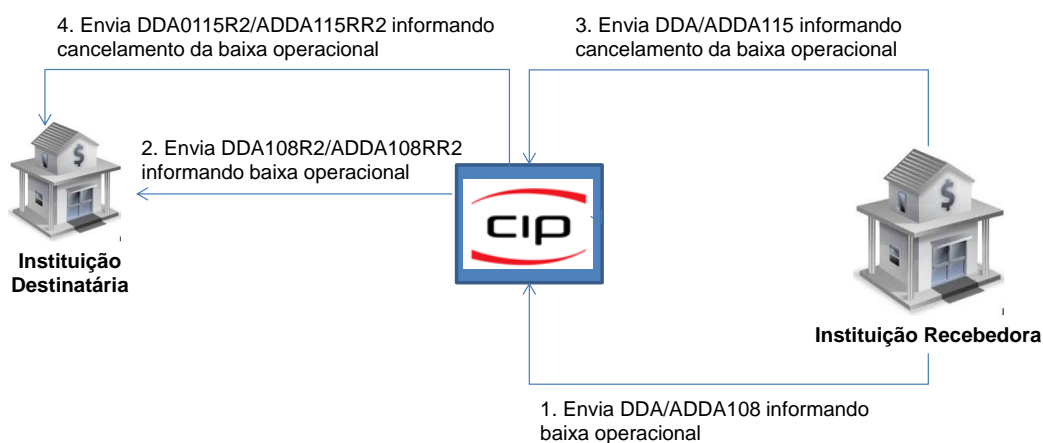 4. Envia DDA0115R2/ADDA115RR2 informando
cancelamento da baixa operacional
3. Envia DDA/ADDA115 informando
cancelamento da baixa operacional
2. Envia DDA108R2/ADDA108RR2
informando baixa operacional
$
$
CIP
Instituição
Destinatária
Instituição Recebedora
1. Envia DDA/ADDA108 informando
baixa operacional